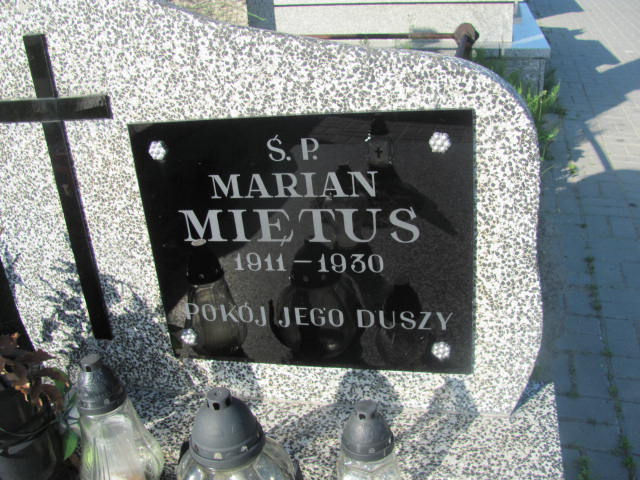 Ś.P.
MARIAN
MIĘTUS
1911-1930
POKÓJ JEGO DUSZY